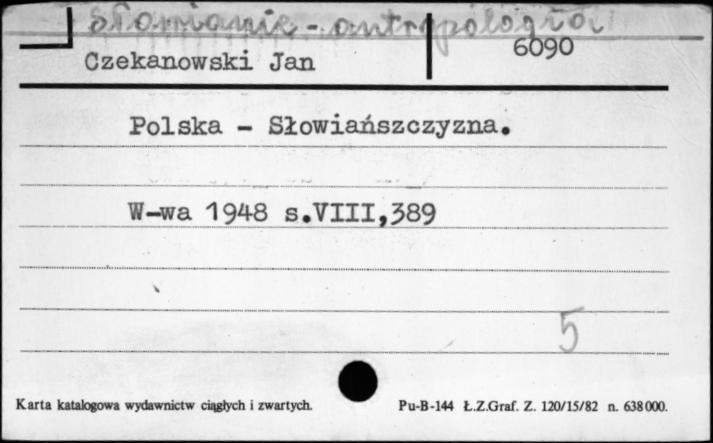 Słowianie - antropologia
6090
Czekanowski Jan
Polska - Słowiańszczyzna.
W-wa 1948 s.VIII,389
5
Karta katalogowa wydawnictw ciągłych i zwartych.
Pu-B-144 Ł.Z.Graf. Z. 120/15/82 n. 638000.